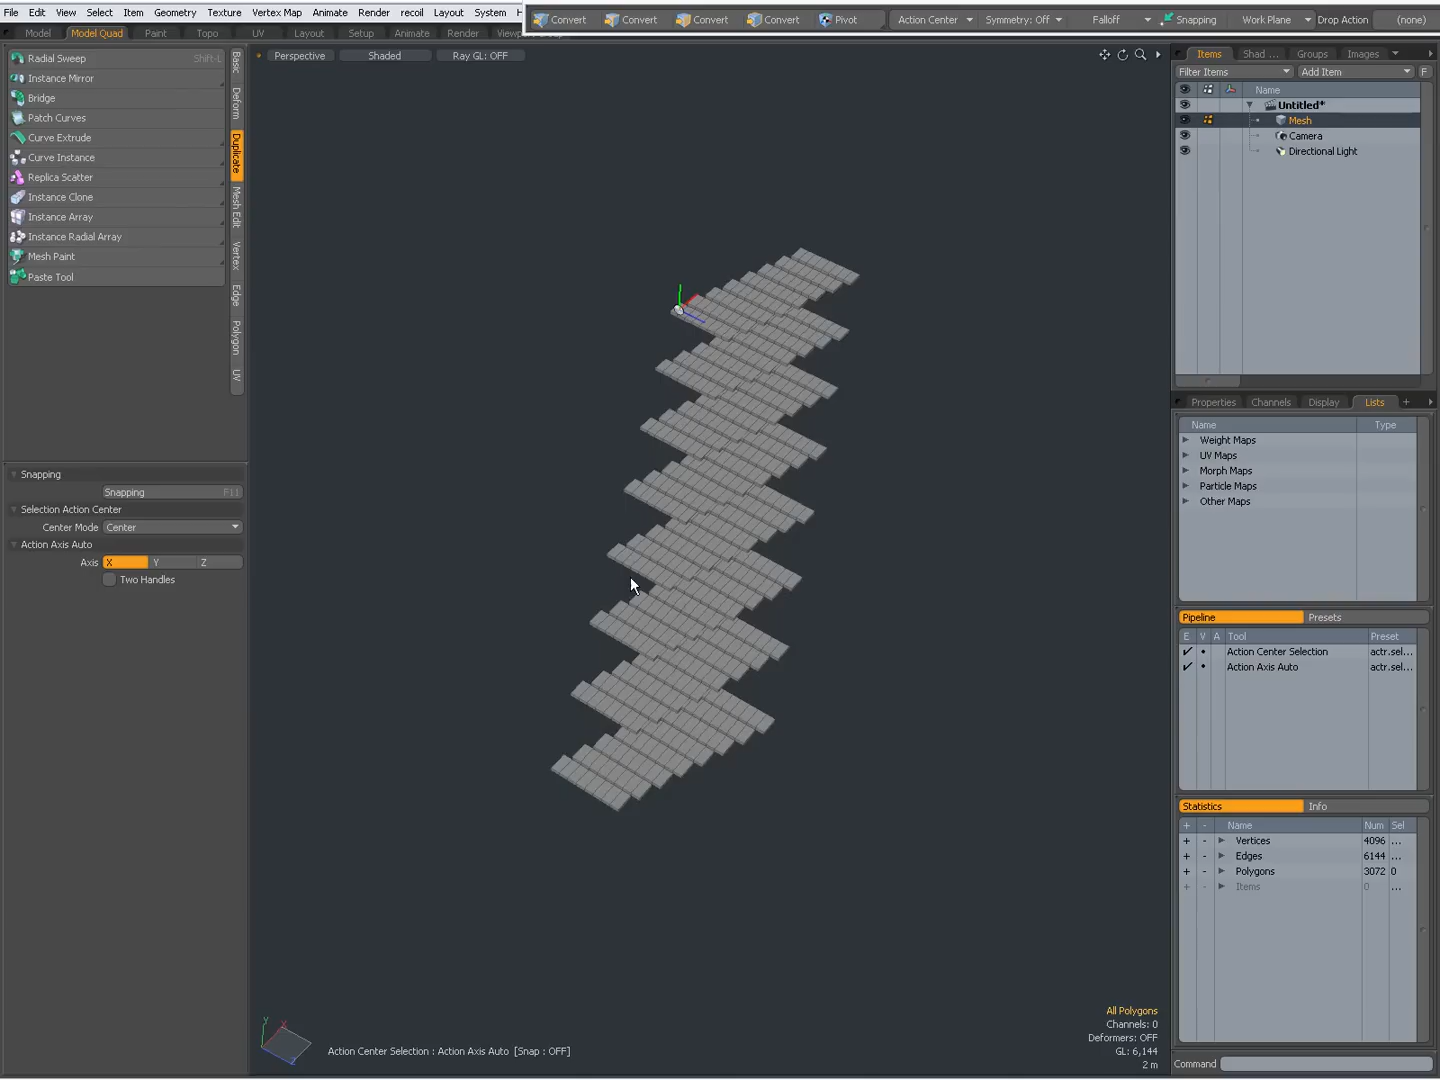 File Edit View Select Item Geometry Texture Vertex Map Animate Render recoil Layout System
Convert Convert Convert Convert Pivot Action Center Symmetry: Off Falloff Snapping Work Plane Drop Action (none)
Model Model Quad Paint Topo UV Layout Setup Animate Render
Radial Sweep Shift-L
Instance Mirror
Bridge
Patch Curves
Curve Extrude
Curve Instance
Replica Scatter
Instance Clone
Instance Array
Instance Radial Array
Mesh Paint
Paste Tool
Basic
Deform
Duplicate
Mesh Edit
Vertex
Edge
Polygon
UV
Snapping
Snapping F11
Selection Action Center
Center Mode Center
Action Axis Auto
Axis X Y Z
Two Handles
Perspective Shaded Ray GL: OFF
All Polygons
Channels: 0
Deformers: OFF
GL: 6,144
2 m
Y X Z
Action Center Selection : Action Axis Auto [Snap : OFF]
Items Shad ... Groups Images
Filter Items Add Item F
Name
Untitled*
Mesh
Camera
Directional Light
Properties Channels Display Lists +
Name Type
Weight Maps
UV Maps
Morph Maps
Particle Maps
Other Maps
Pipeline Presets
E V A Tool Preset
Action Center Selection actr.sel...
Action Axis Auto actr.sel...
Statistics Info
+ - Name Num Sel
+ - Vertices 4096 ...
+ - Edges 6144 ...
+ - Polygons 3072 0
+ - Items 0 ...
Command